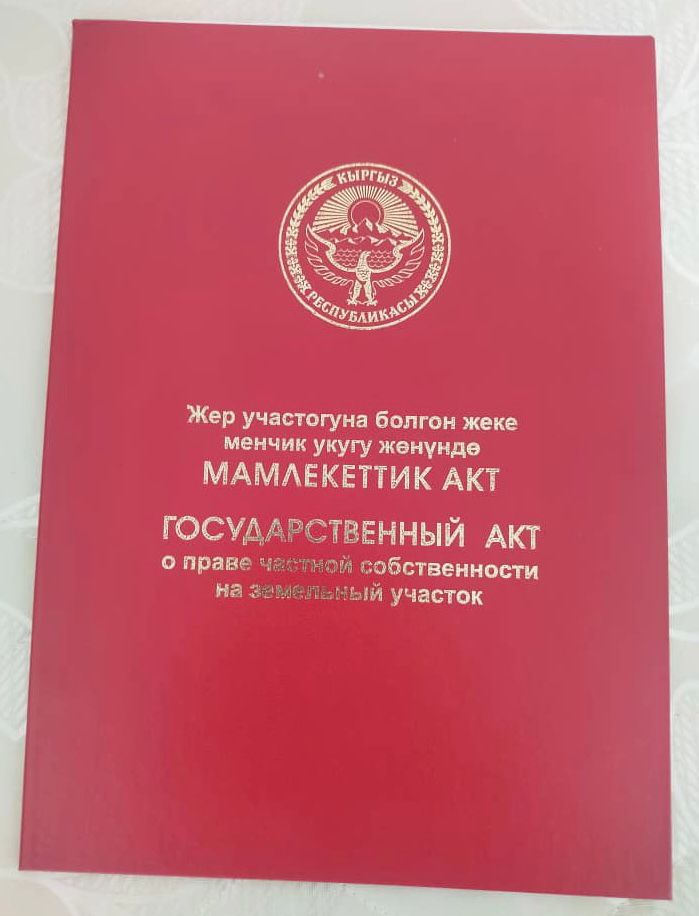 КЫРГЫЗ
РЕСПУБЛИКАСЫ
Жер участогуна болгон жеке
менчик укугу жөнүндө
МАМЛЕКЕТТИК АКТ
ГОСУДАРСТВЕННЫЙ АКТ
о праве частной собственности
на земельный участок